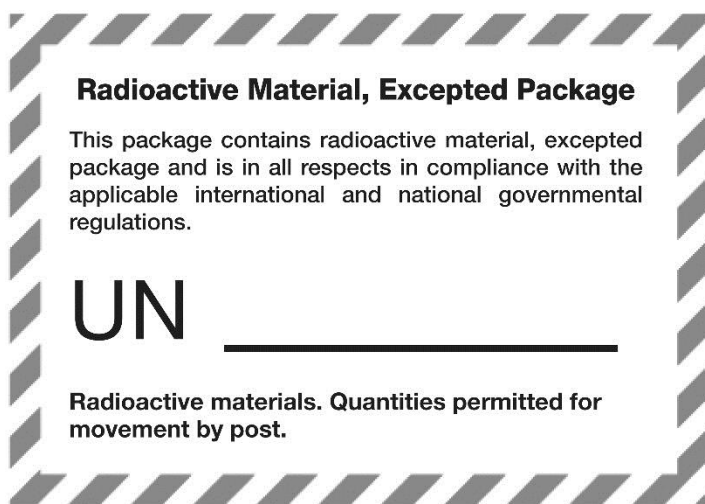 Radioactive Material, Excepted Package
This package contains radioactive material, excepted
package and is in all respects in compliance with the
applicable international and national governmental
regulations.
UN
Radioactive materials. Quantities permitted for
movement by post.